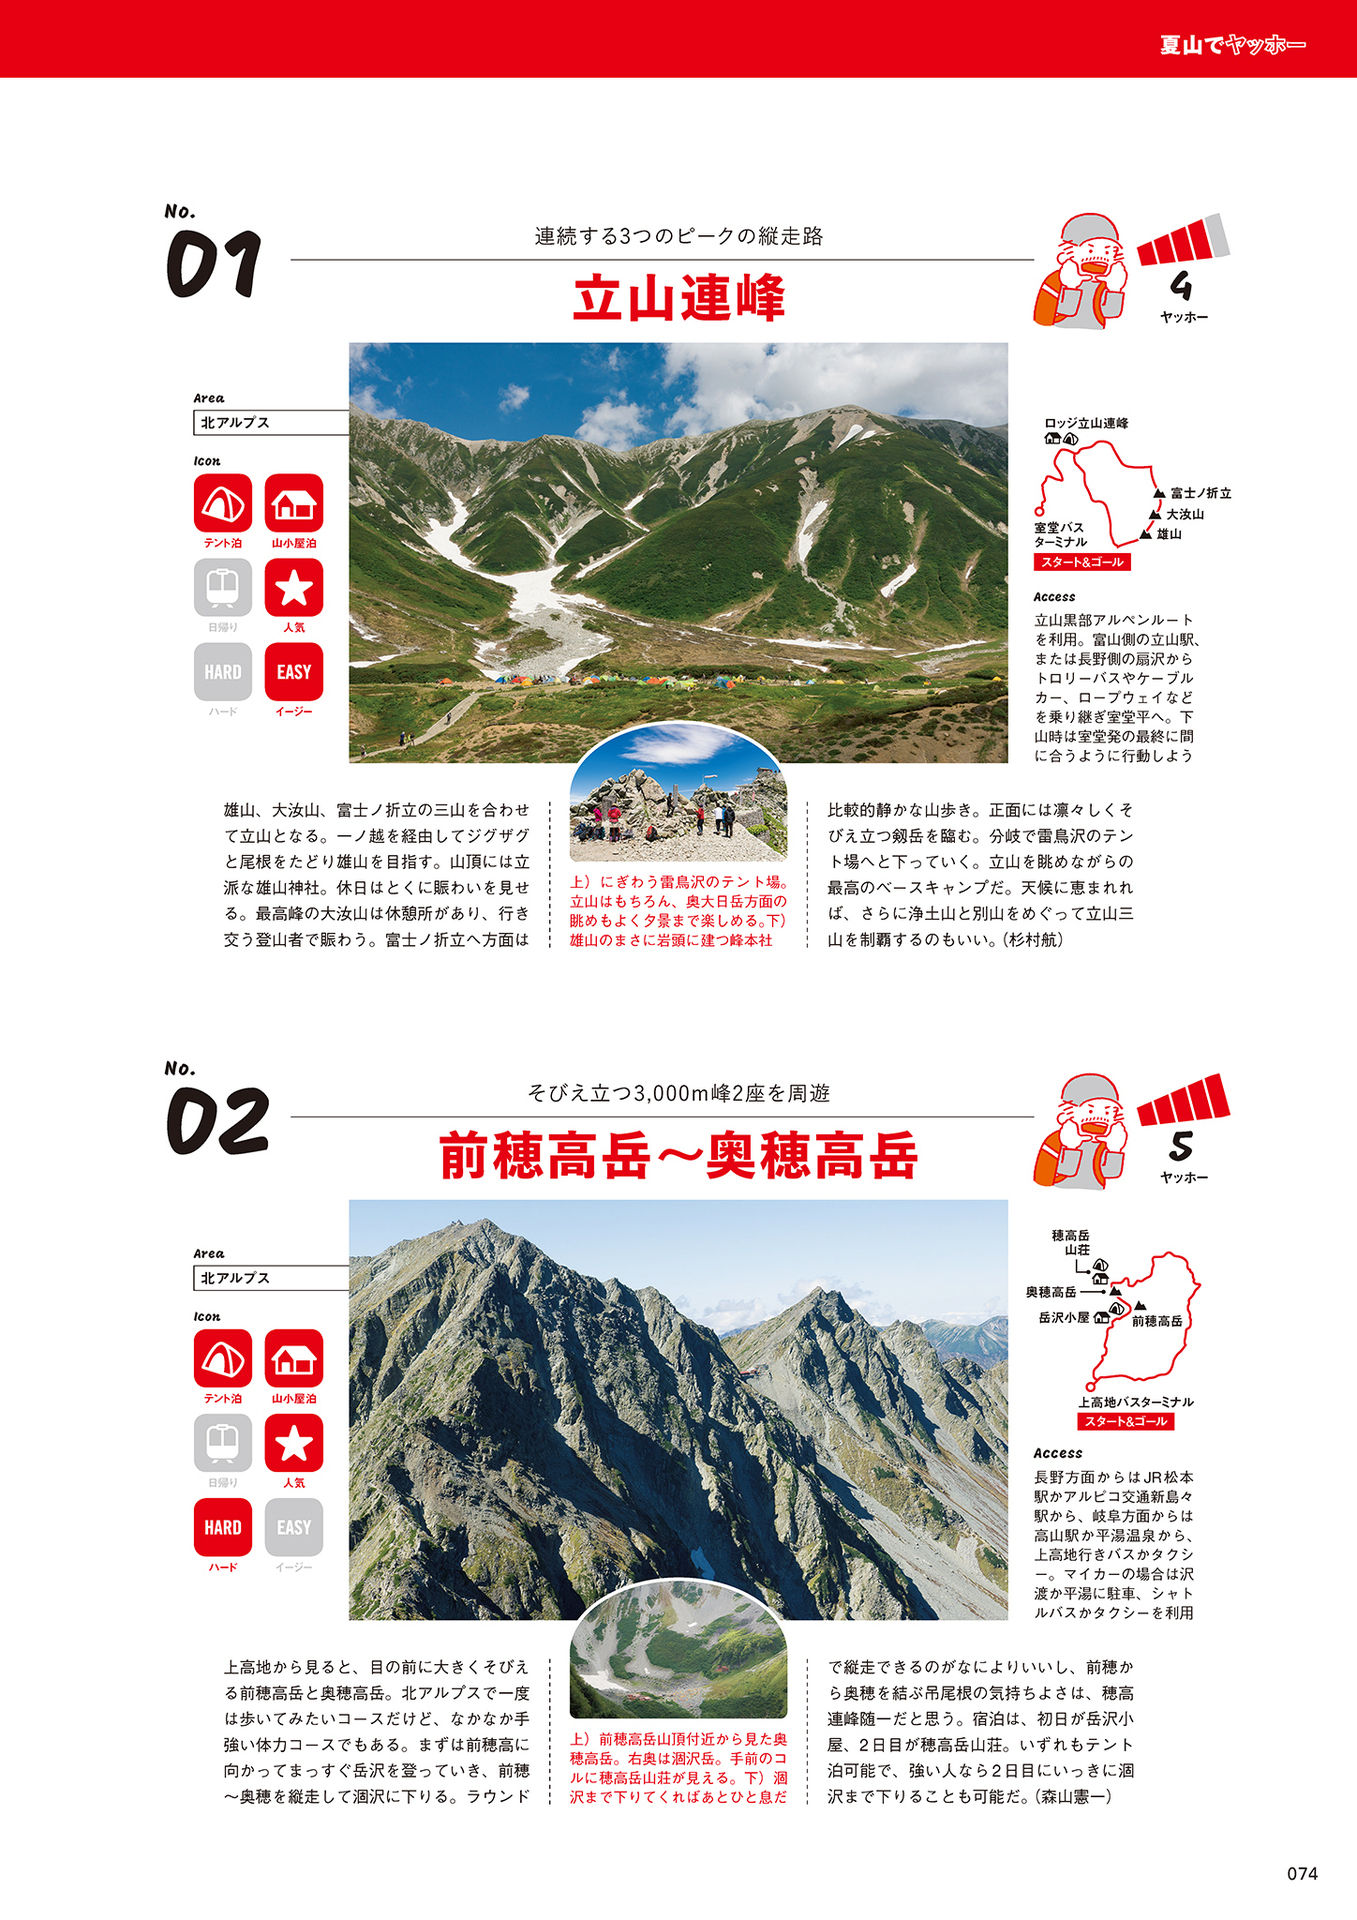 夏山でヤッホー
No.
01
連続する3つのピークの縦走路
立山連峰
4
ヤッホー
Area
北アルプス
Icon
テント泊
山小屋泊
日帰り
人気
HARD
EASY
ハード
イージー
ロッジ立山連峰
富士ノ折立
大汝山
雄山
室堂バス
ターミナル
スタート&ゴール
Access
立山黒部アルペンルート
を利用。富山側の立山駅、
または長野側の扇沢から
トロリーバスやケーブル
カー、ロープウェイなど
を乗り継ぎ室堂平へ。下
山時は室堂発の最終に間
に合うように行動しよう
雄山、大汝山、富士ノ折立の三山を合わせ
て立山となる。一ノ越を経由してジグザグ
と尾根をたどり雄山を目指す。山頂には立
派な雄山神社。休日はとくに賑わいを見せ
る。最高峰の大汝山は休憩所があり、行き
交う登山者で賑わう。富士ノ折立へ方面は
上）にぎわう雷鳥沢のテント場。
立山はもちろん、奥大日岳方面の
眺めもよく夕景まで楽しめる。下）
雄山のまさに岩頭に建つ峰本社
比較的静かな山歩き。正面には凛々しくそ
びえ立つ剱岳を臨む。分岐で雷鳥沢のテン
ト場へと下っていく。立山を眺めながらの
最高のベースキャンプだ。天候に恵まれれ
ば、さらに浄土山と別山をめぐって立山三
山を制覇するのもいい。（杉村航）
No.
02
そびえ立つ3,000m峰2座を周遊
前穂高岳〜奥穂高岳
5
ヤッホー
Area
北アルプス
Icon
テント泊
山小屋泊
日帰り
人気
HARD
EASY
ハード
イージー
穂高岳
山荘
奥穂高岳
岳沢小屋
前穂高岳
上高地バスターミナル
スタート&ゴール
Access
長野方面からはJR松本
駅かアルピコ交通新島々
駅から、岐阜方面からは
高山駅か平湯温泉から、
上高地行きバスかタクシ
ー。マイカーの場合は沢
渡か平湯に駐車、シャト
ルバスかタクシーを利用
上高地から見ると、目の前に大きくそびえ
る前穂高岳と奥穂高岳。北アルプスで一度
は歩いてみたいコースだけど、なかなか手
強い体力コースでもある。まずは前穂高に
向かってまっすぐ岳沢を登っていき、前穂
〜奥穂を縦走して涸沢に下りる。ラウンド
上）前穂高岳山頂付近から見た奥
穂高岳。右奥は涸沢岳。手前のコ
ルに穂高岳山荘が見える。下）涸
沢まで下りてくればあとひと息だ
で縦走できるのがなによりいいし、前穂か
ら奥穂を結ぶ吊尾根の気持ちよさは、穂高
連峰随一だと思う。宿泊は、初日が岳沢小
屋、2日目が穂高岳山荘。いずれもテント
泊可能で、強い人なら2日目にいっきに涸
沢まで下りることも可能だ。（森山憲一）
074